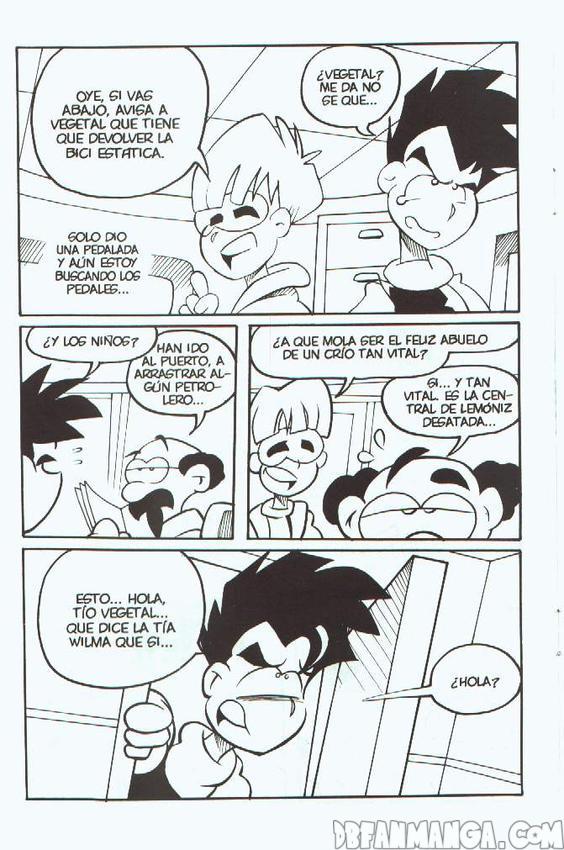 OYE, SI VAS
ABAJO, AVISA A
VEGETAL QUE TIENE
QUE DEVOLVER LA
BICI ESTÁTICA.
¿VEGETAL?
ME DA NO
SE QUE...
SOLO DIO
UNA PEDALADA
Y AÚN ESTOY
BUSCANDO LOS
PEDALES...
¿Y LOS NIÑOS?
HAN IDO
AL PUERTO, A
ARRASTRAR AL-
GÚN PETRO-
LERO...
¿A QUE MOLA SER EL FELIZ ABUELO
DE UN CRÍO TAN VITAL?
SI... Y TAN
VITAL. ES LA CEN-
TRAL DE LEMÓNIZ
DESATADA...
ESTO... HOLA,
TÍO VEGETAL...
QUE DICE LA TÍA
WILMA QUE SI...
¿HOLA?
DBFANMANGA.COM